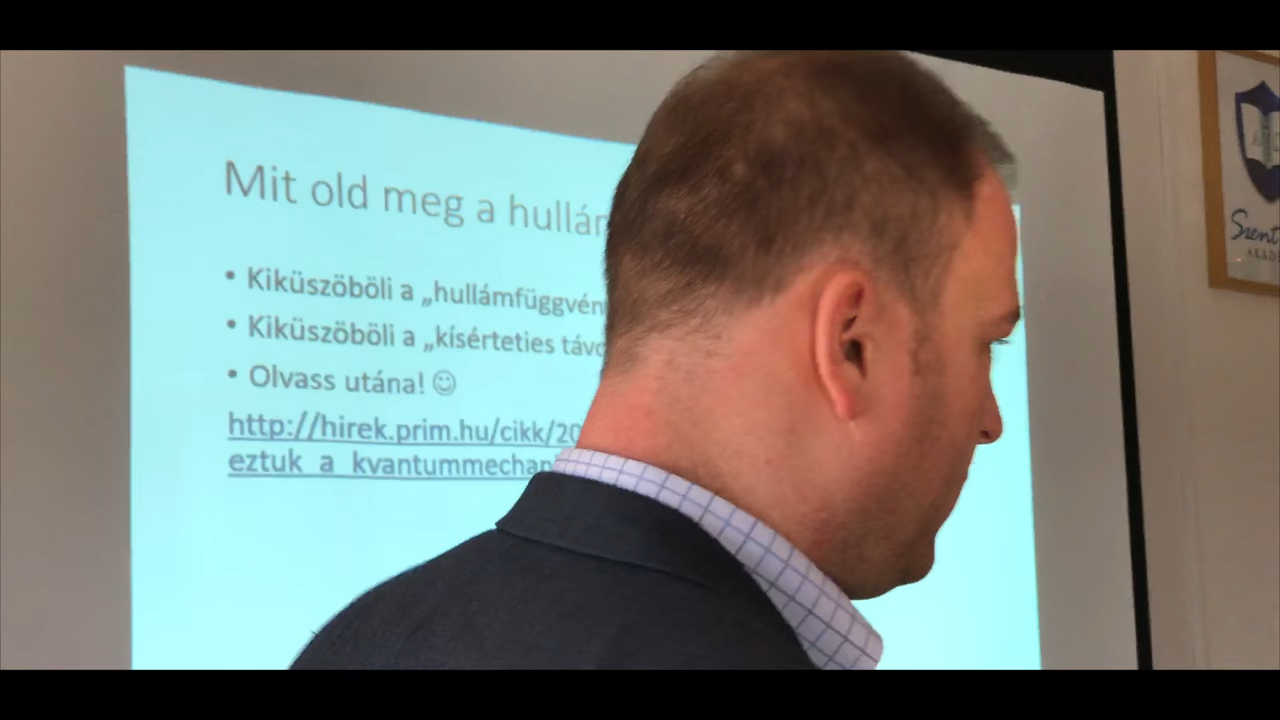 Mit old meg a hullám
• Kiküszöböli a „hullámfüggvén
• Kiküszöböli a „kísérteties távo
• Olvass utána! ☺
http://hirek.prim.hu/cikk/20
eztuk_a_kvantummechan
Szent
AKADÉ